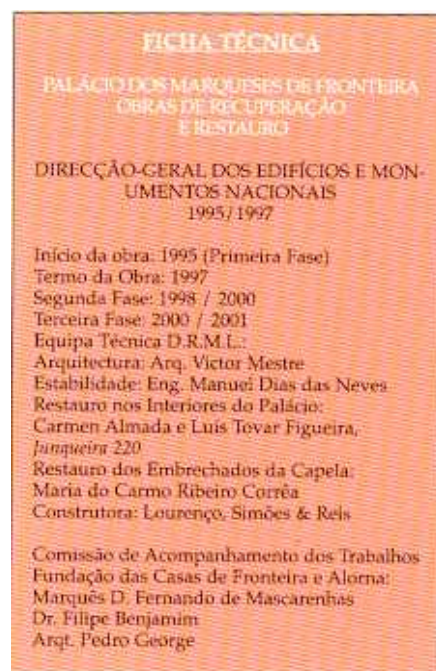 FICHA TÉCNICA
PALÁCIO DOS MARQUESES DE FRONTEIRA
OBRAS DE RECUPERAÇÃO
E RESTAURO
DIRECÇÃO-GERAL DOS EDIFÍCIOS E MON-
UMENTOS NACIONAIS
1995/1997
Início da obra: 1995 (Primeira Fase)
Termo da Obra: 1997
Segunda Fase: 1998 / 2000
Terceira Fase: 2000 / 2001
Equipa Técnica D.R.M.L.:
Arquitectura: Arq. Victor Mestre
Estabilidade: Eng. Manuel Dias das Neves
Restauro nos Interiores do Palácio:
Carmen Almada e Luís Tovar Figueira,
Junqueira 220
Restauro dos Embrechados da Capela:
Maria do Carmo Ribeiro Corrêa
Construtora: Lourenço, Simões & Reis
Comissão de Acompanhamento dos Trabalhos
Fundação das Casas de Fronteira e Alorna:
Marquês D. Fernando de Mascarenhas
Dr. Filipe Benjamim
Arqt. Pedro George